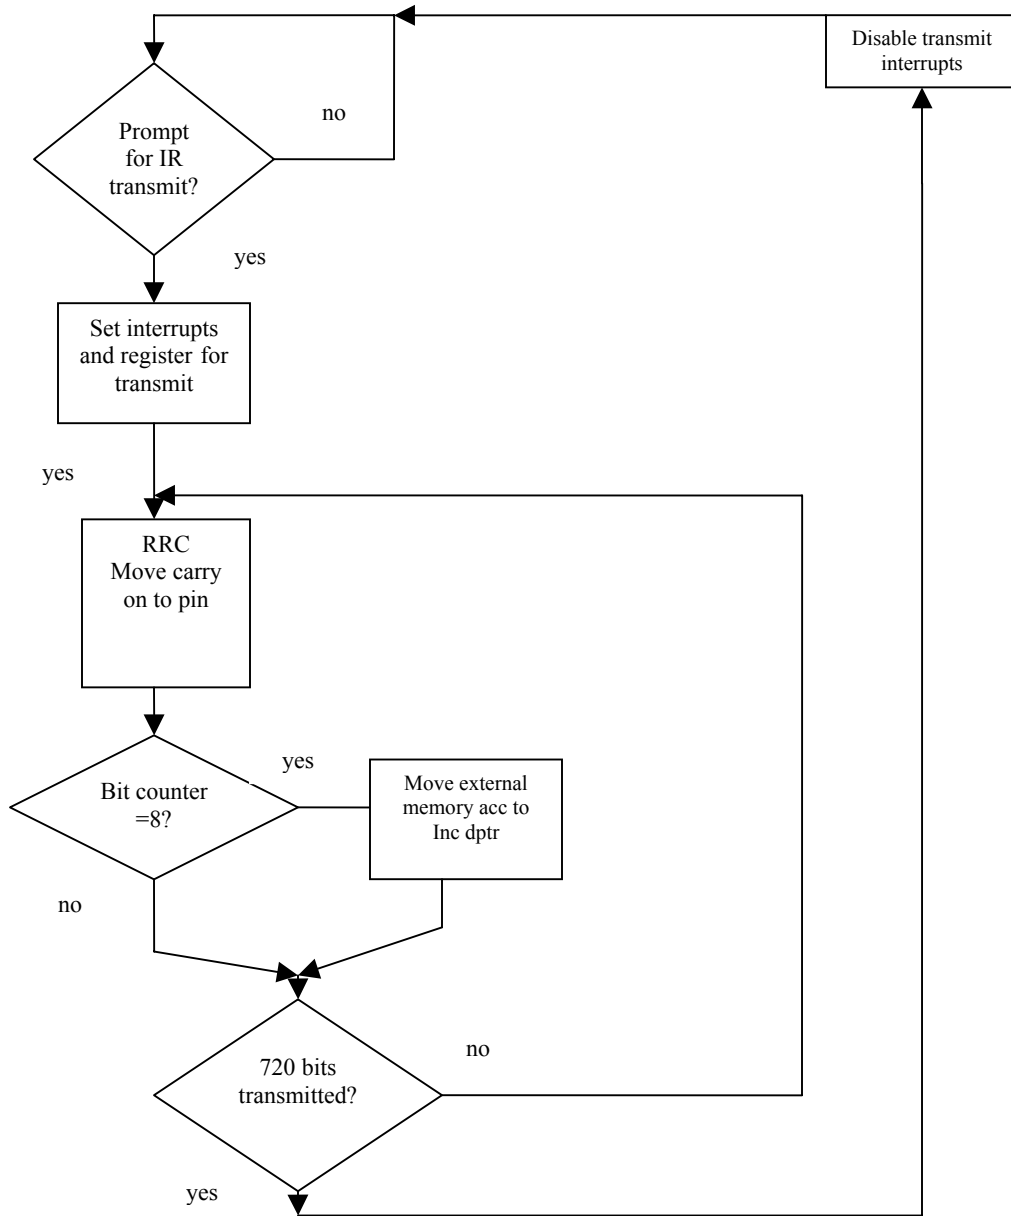 Disable transmit
interrupts
no
Prompt
for IR
transmit?
yes
Set interrupts
and register for
transmit
yes
RRC
Move carry
on to pin
yes
Bit counter
=8?
Move external
memory acc to
Inc dptr
no
no
720 bits
transmitted?
yes